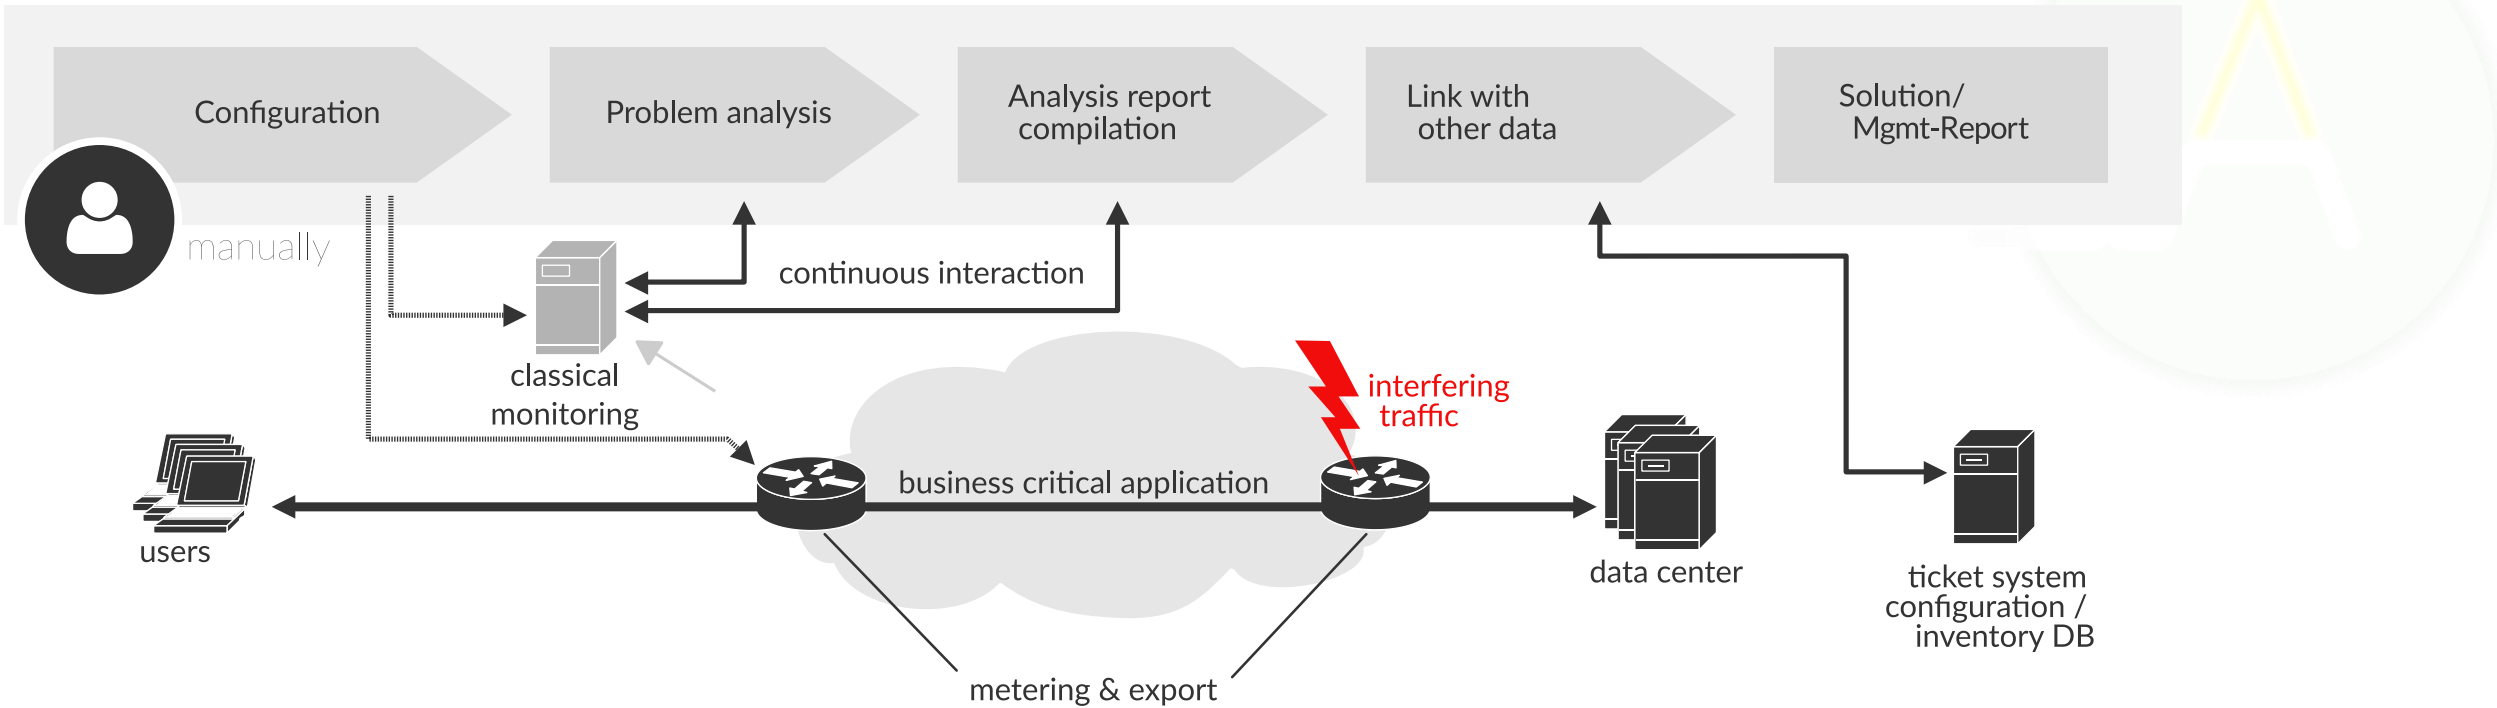 Configuration
Problem analysis
Analysis report
compilation
Link with
other data
Solution/
Mgmt-Report
manually
continuous interaction
classical
monitoring
interfering
traffic
business critical application
users
data center
ticket system
configuration /
inventory DB
metering & export